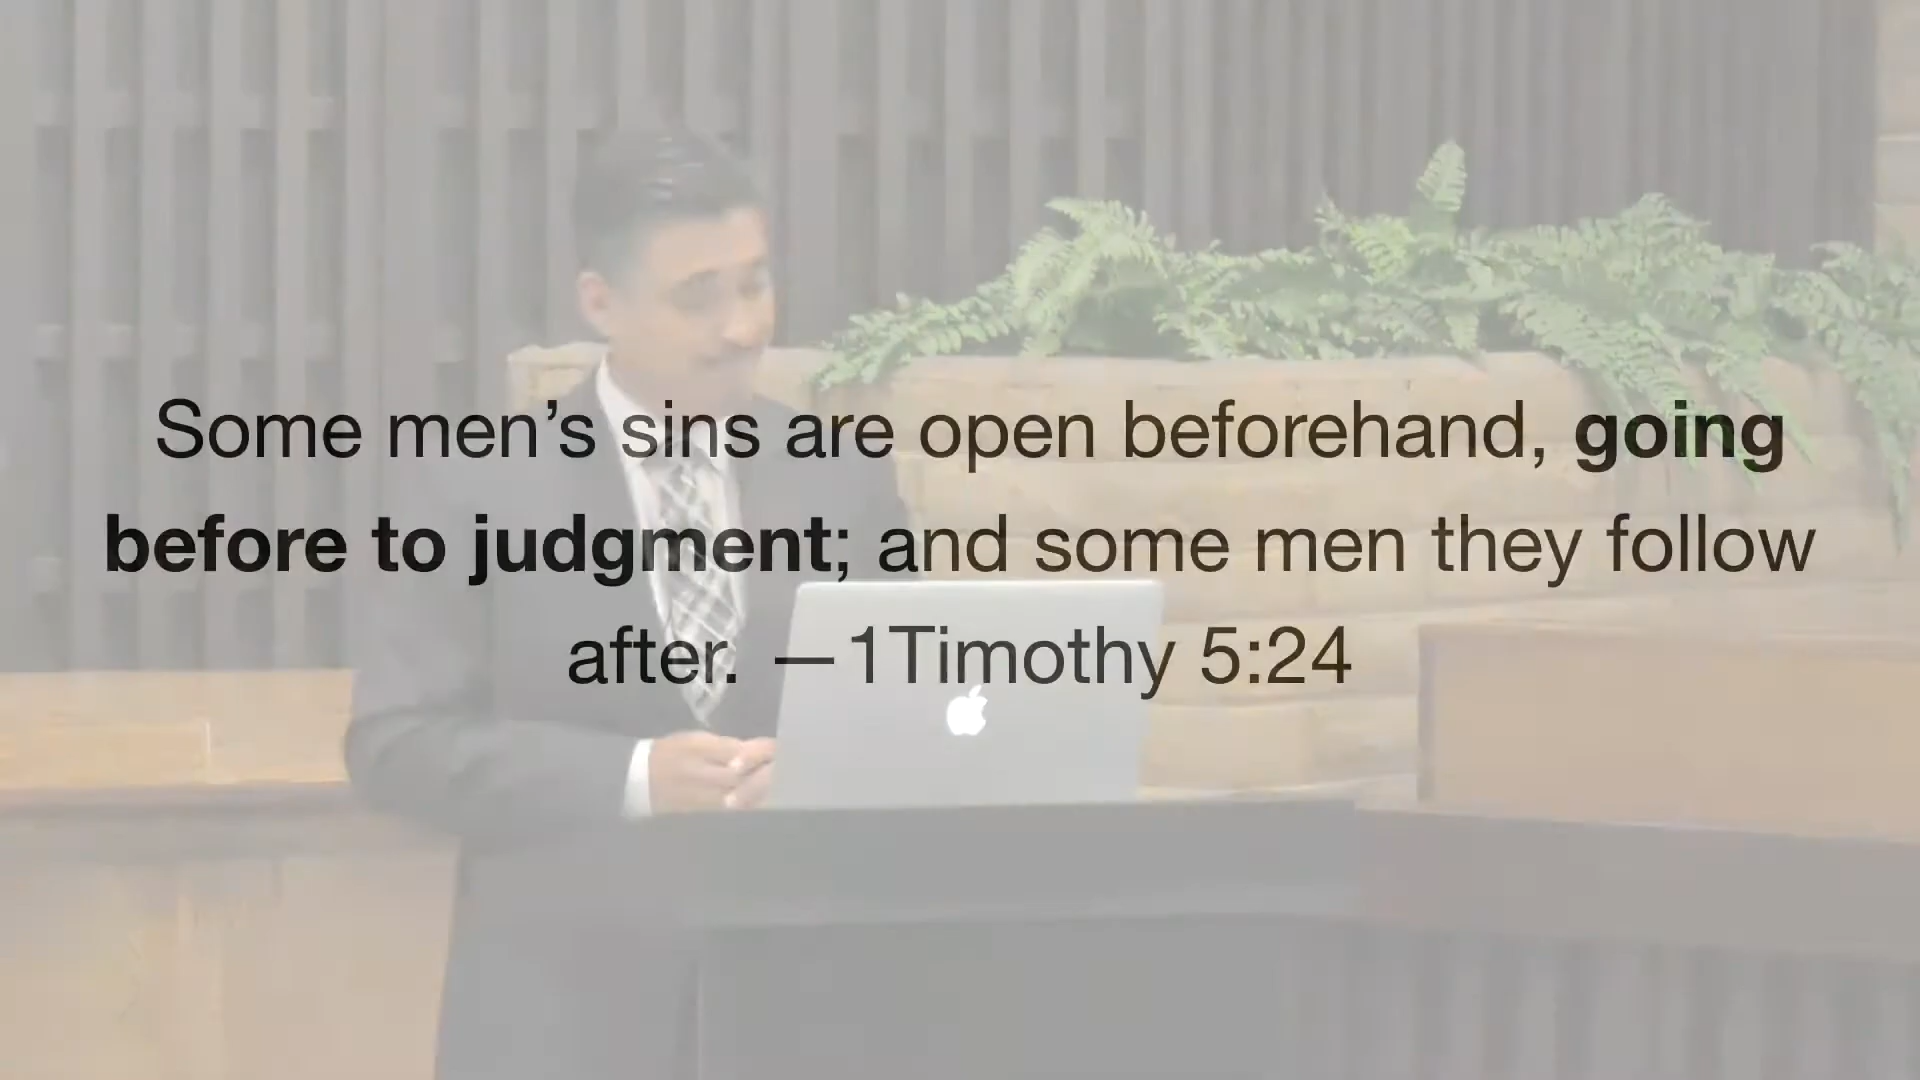 Some men’s sins are open beforehand, going
before to judgment; and some men they follow
after. —1Timothy 5:24